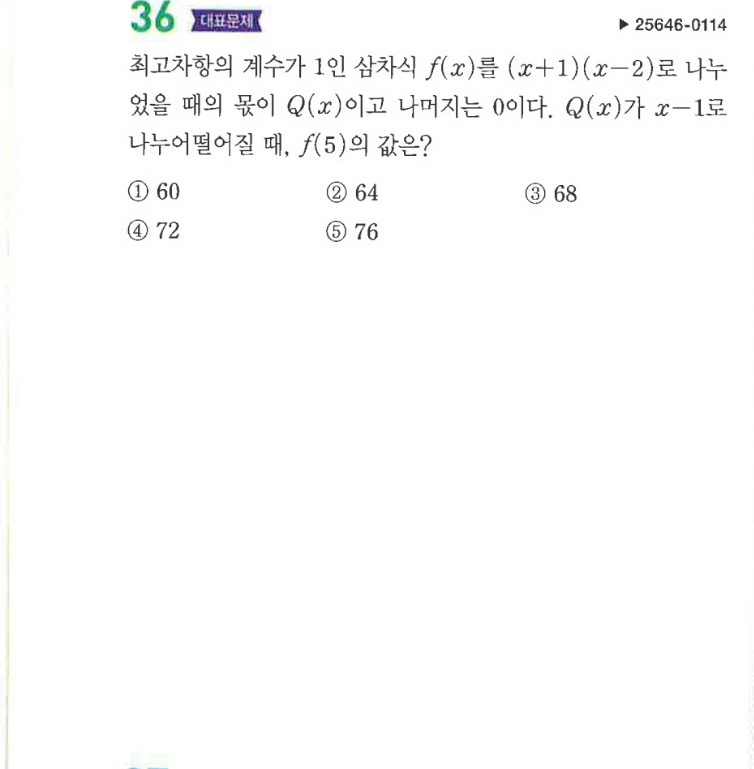 36 대표문제 ▶ 25646-0114
최고차항의 계수가 1인 삼차식 f(x)를 (x+1)(x-2)로 나누
었을 때의 몫이 Q(x)이고 나머지는 0이다. Q(x)가 x-1로
나누어떨어질 때, f(5)의 값은?
① 60 ② 64 ③ 68
④ 72 ⑤ 76